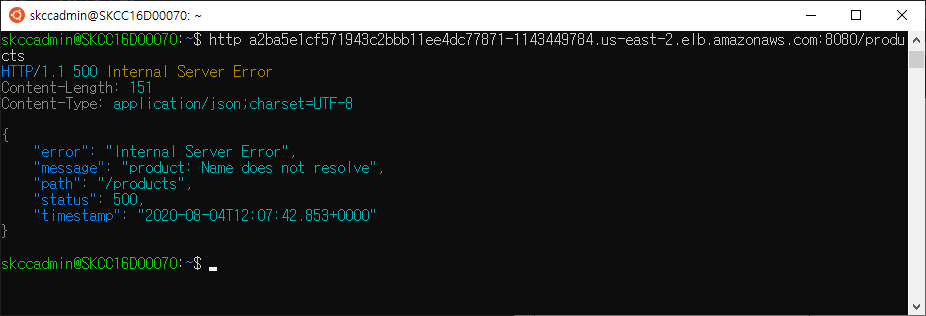 skccadmin@SKCC16D00070: ~
skccadmin@SKCC16D00070:~$ http a2ba5e1cf571943c2bbb11ee4dc77871-1143449784.us-east-2.elb.amazonaws.com:8080/produ
cts
HTTP/1.1 500 Internal Server Error
Content-Length: 151
Content-Type: application/json;charset=UTF-8
{
"error": "Internal Server Error",
"message": "product: Name does not resolve",
"path": "/products",
"status": 500,
"timestamp": "2020-08-04T12:07:42.853+0000"
}
skccadmin@SKCC16D00070:~$